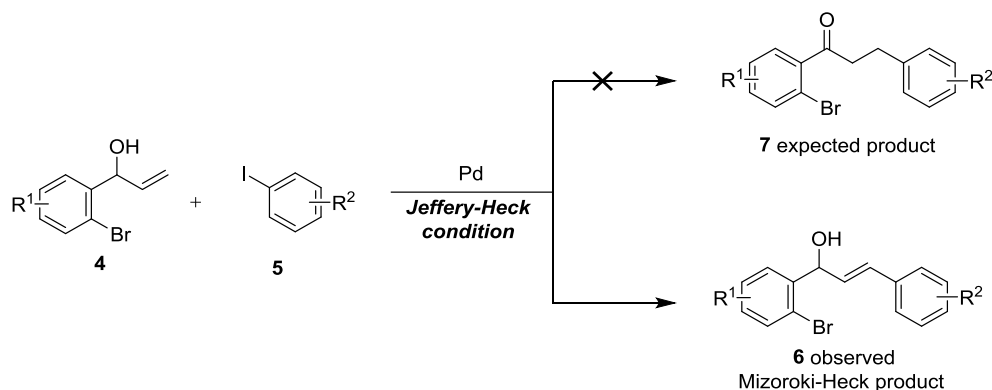 OH
R1
Br
4
+
I
R2
5
Pd
Jeffery-Heck
condition
O
R1
Br
R2
7 expected product
OH
R1
Br
R2
6 observed
Mizoroki-Heck product